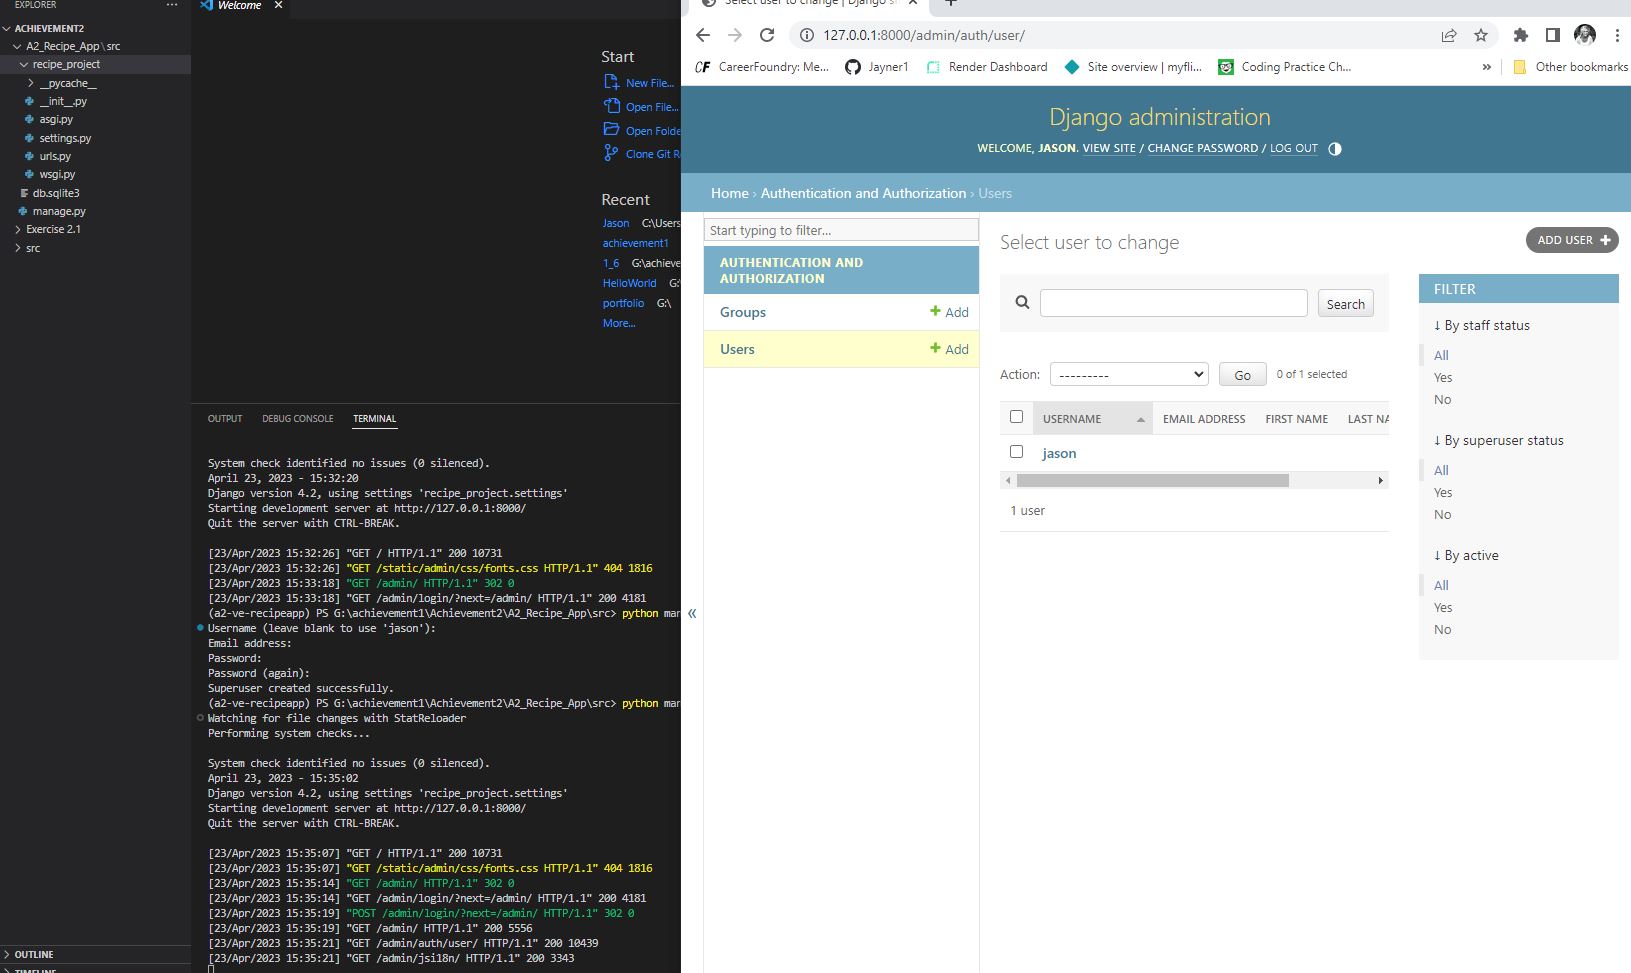 EXPLORER
···
ACHIEVEMENT2
A2_Recipe_App\src
recipe_project
__pycache__
__init__.py
asgi.py
settings.py
urls.py
wsgi.py
db.sqlite3
manage.py
Exercise 2.1
src
OUTLINE
TIMELINE
Welcome
Start
New File...
Open File...
Open Folde
Clone Git R
Recent
Jason C:\Users
achievement1
1_6 G:\achieve
HelloWorld G:
portfolio G:\
More...
OUTPUT DEBUG CONSOLE TERMINAL
System check identified no issues (0 silenced).
April 23, 2023 - 15:32:20
Django version 4.2, using settings 'recipe_project.settings'
Starting development server at http://127.0.0.1:8000/
Quit the server with CTRL-BREAK.
[23/Apr/2023 15:32:26] "GET / HTTP/1.1" 200 10731
[23/Apr/2023 15:32:26] "GET /static/admin/css/fonts.css HTTP/1.1" 404 1816
[23/Apr/2023 15:33:18] "GET /admin/ HTTP/1.1" 302 0
[23/Apr/2023 15:33:18] "GET /admin/login/?next=/admin/ HTTP/1.1" 200 4181
(a2-ve-recipeapp) PS G:\achievement1\Achievement2\A2_Recipe_App\src> python man
Username (leave blank to use 'jason'):
Email address:
Password:
Password (again):
Superuser created successfully.
(a2-ve-recipeapp) PS G:\achievement1\Achievement2\A2_Recipe_App\src> python man
Watching for file changes with StatReloader
Performing system checks...
System check identified no issues (0 silenced).
April 23, 2023 - 15:35:02
Django version 4.2, using settings 'recipe_project.settings'
Starting development server at http://127.0.0.1:8000/
Quit the server with CTRL-BREAK.
[23/Apr/2023 15:35:07] "GET / HTTP/1.1" 200 10731
[23/Apr/2023 15:35:07] "GET /static/admin/css/fonts.css HTTP/1.1" 404 1816
[23/Apr/2023 15:35:14] "GET /admin/ HTTP/1.1" 302 0
[23/Apr/2023 15:35:14] "GET /admin/login/?next=/admin/ HTTP/1.1" 200 4181
[23/Apr/2023 15:35:19] "POST /admin/login/?next=/admin/ HTTP/1.1" 302 0
[23/Apr/2023 15:35:19] "GET /admin/ HTTP/1.1" 200 5556
[23/Apr/2023 15:35:21] "GET /admin/auth/user/ HTTP/1.1" 200 10439
[23/Apr/2023 15:35:21] "GET /admin/jsi18n/ HTTP/1.1" 200 3343
Select user to change | Django s
127.0.0.1:8000/admin/auth/user/
CF CareerFoundry: Me... Jayner1 Render Dashboard Site overview | myfli... Coding Practice Ch... » Other bookmarks
Django administration
WELCOME, JASON. VIEW SITE / CHANGE PASSWORD / LOG OUT
Home › Authentication and Authorization › Users
Start typing to filter...
AUTHENTICATION AND
AUTHORIZATION
Groups + Add
Users + Add
«
Select user to change
ADD USER +
Search
Action: --------- Go 0 of 1 selected
USERNAME EMAIL ADDRESS FIRST NAME LAST NA
jason
1 user
FILTER
↓ By staff status
All
Yes
No
↓ By superuser status
All
Yes
No
↓ By active
All
Yes
No